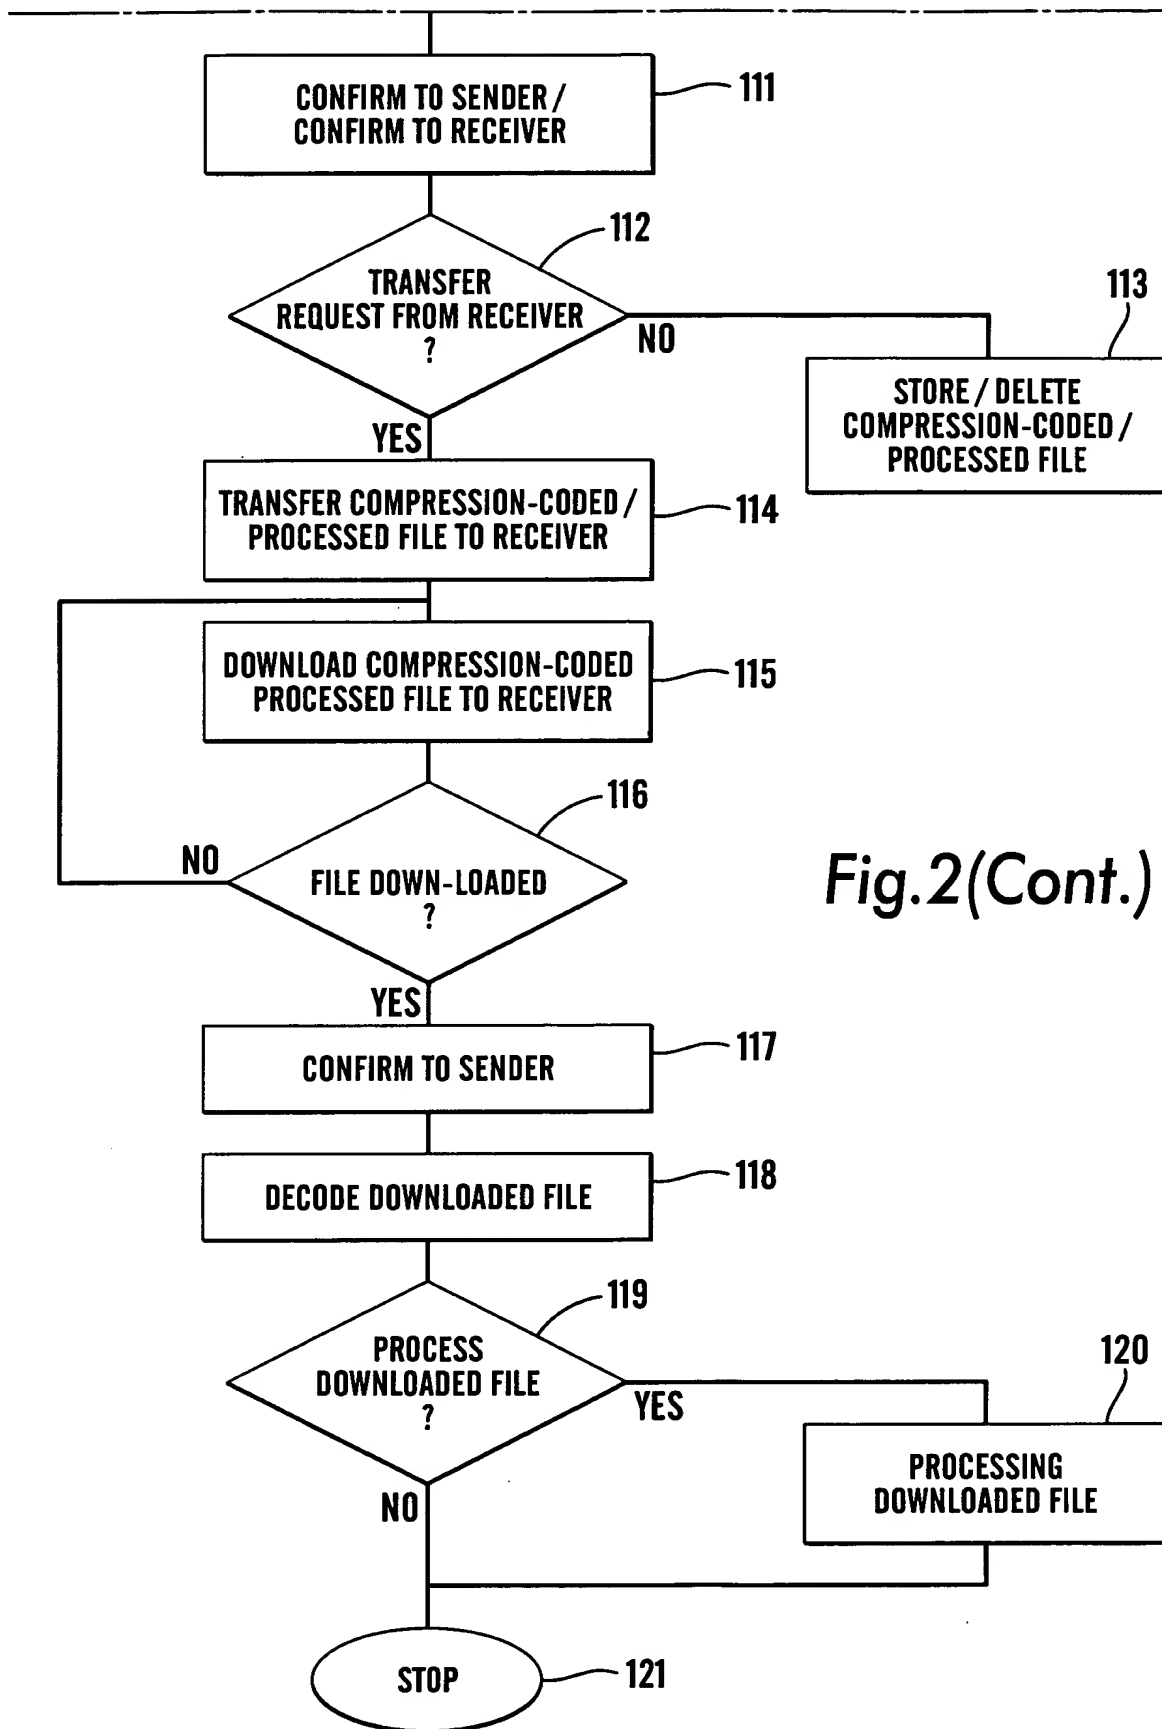 CONFIRM TO SENDER /
CONFIRM TO RECEIVER
111
112
TRANSFER
REQUEST FROM RECEIVER
?
NO
YES
113
STORE / DELETE
COMPRESSION-CODED /
PROCESSED FILE
TRANSFER COMPRESSION-CODED /
PROCESSED FILE TO RECEIVER
114
DOWNLOAD COMPRESSION-CODED
PROCESSED FILE TO RECEIVER
115
116
FILE DOWN-LOADED
?
NO
YES
Fig.2(Cont.)
CONFIRM TO SENDER
117
DECODE DOWNLOADED FILE
118
119
PROCESS
DOWNLOADED FILE
?
YES
NO
120
PROCESSING
DOWNLOADED FILE
STOP
121